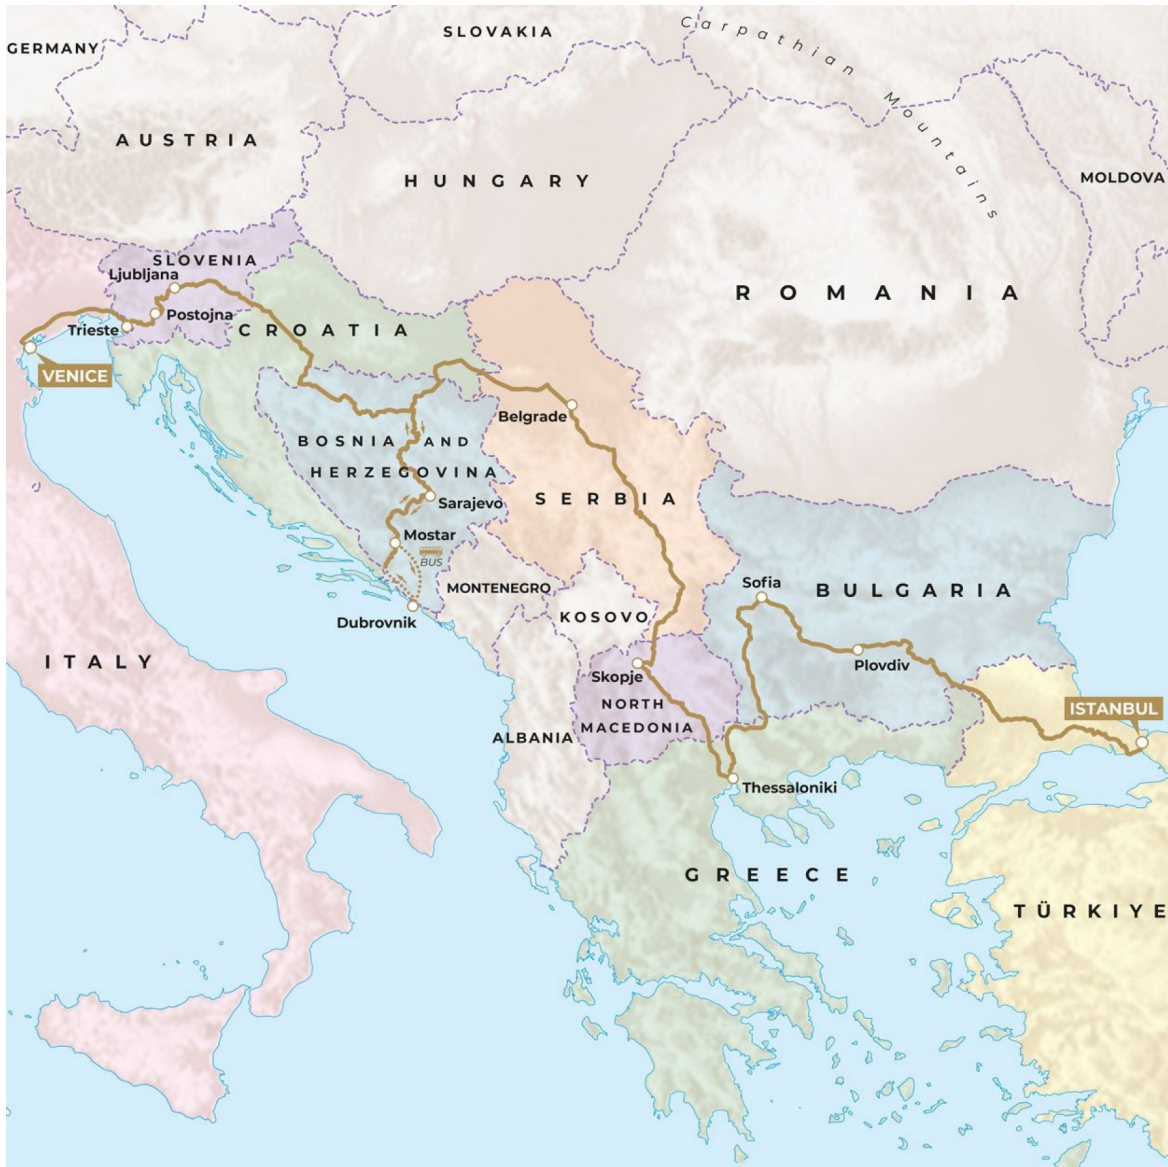 SLOVAKIA
Carpathian Mountains
GERMANY
AUSTRIA
HUNGARY
MOLDOVA
SLOVENIA
Ljubljana
ROMANIA
Postojna
Trieste
CROATIA
VENICE
Belgrade
BOSNIA AND
HERZEGOVINA
Sarajevo
SERBIA
Mostar
BUS
MONTENEGRO
Sofia
BULGARIA
KOSOVO
Dubrovnik
ITALY
Plovdiv
Skopje
NORTH
MACEDONIA
ISTANBUL
ALBANIA
Thessaloniki
GREECE
TÜRKIYE